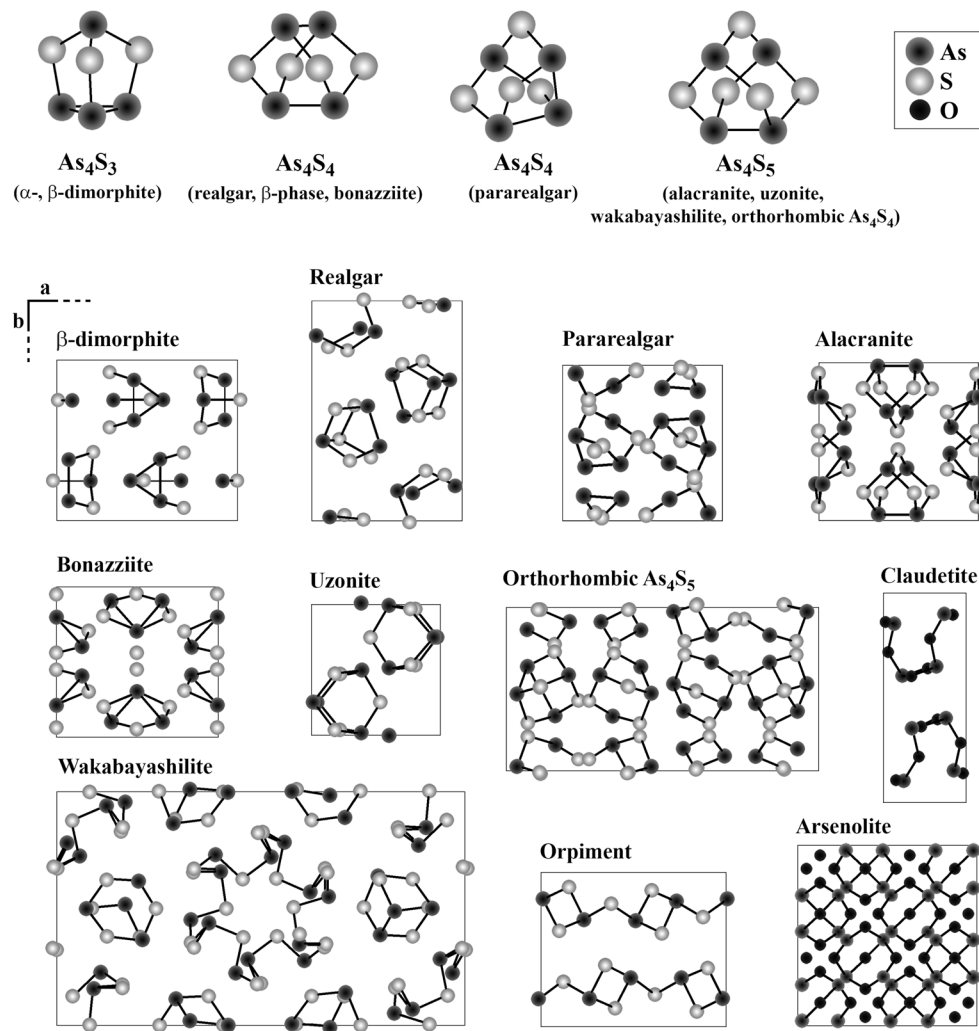 As
S
O
As₄S₃
(α-, β-dimorphite)
As₄S₄
(realgar, β-phase, bonazziite)
As₄S₄
(pararealgar)
As₄S₅
(alacranite, uzonite,
wakabayashilite, orthorhombic As₄S₄)
a
b
β-dimorphite
Realgar
Pararealgar
Alacranite
Bonazziite
Uzonite
Orthorhombic As₄S₅
Claudetite
Wakabayashilite
Orpiment
Arsenolite